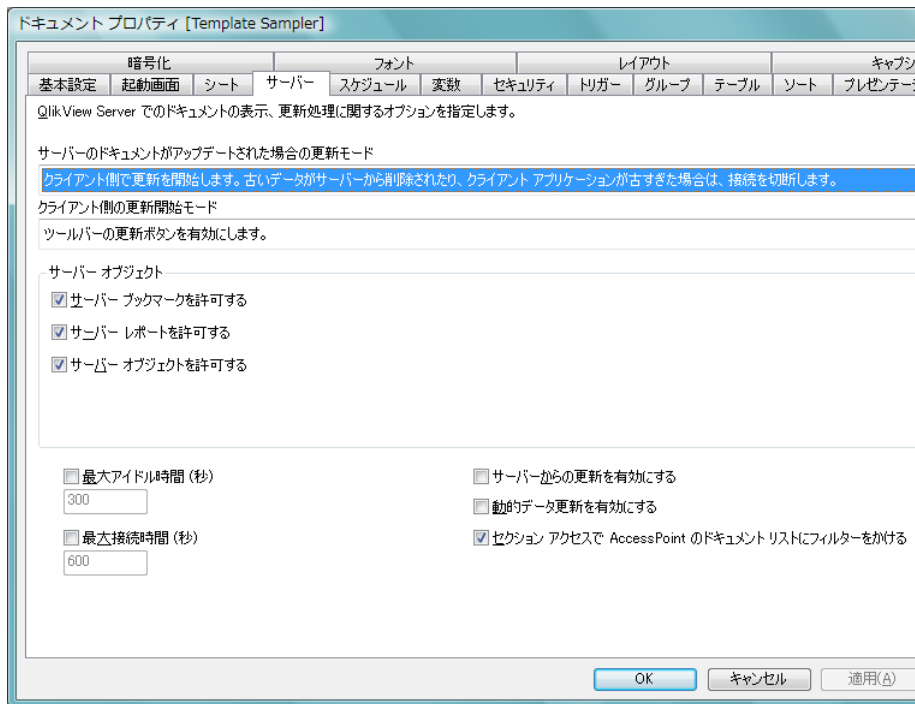 ドキュメント プロパティ [Template Sampler]
暗号化 フォント レイアウト キャプシ
基本設定 起動画面 シート サーバー スケジュール 変数 セキュリティ トリガー グループ テーブル ソート プレゼンテー
QlikView Server でのドキュメントの表示、更新処理に関するオプションを指定します。
サーバーのドキュメントがアップデートされた場合の更新モード
クライアント側で更新を開始します。古いデータがサーバーから削除されたり、クライアント アプリケーションが古すぎた場合は、接続を切断します。
クライアント側の更新開始モード
ツールバーの更新ボタンを有効にします。
サーバー オブジェクト
サーバー ブックマークを許可する
サーバー レポートを許可する
サーバー オブジェクトを許可する
最大アイドル時間 (秒)
300
最大接続時間 (秒)
600
サーバーからの更新を有効にする
動的データ更新を有効にする
セクション アクセスで AccessPoint のドキュメント リストにフィルターをかける
OK キャンセル 適用(A)